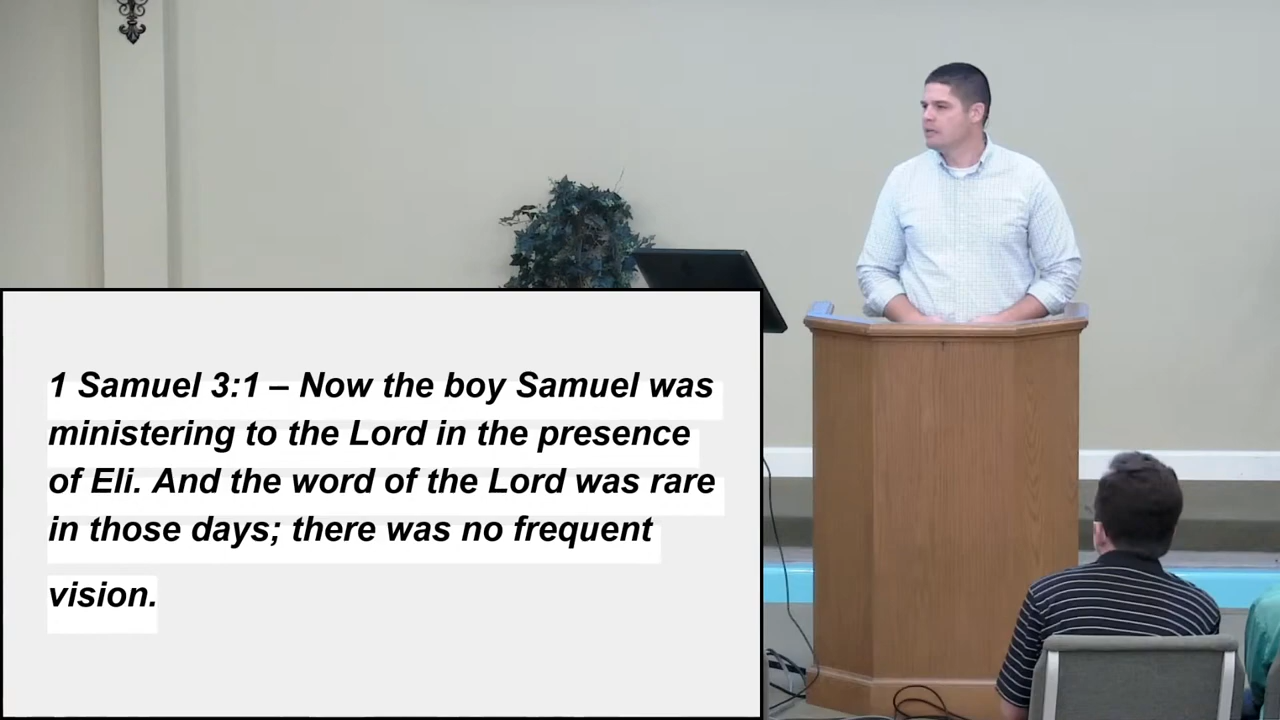 1 Samuel 3:1 – Now the boy Samuel was
ministering to the Lord in the presence
of Eli. And the word of the Lord was rare
in those days; there was no frequent
vision.